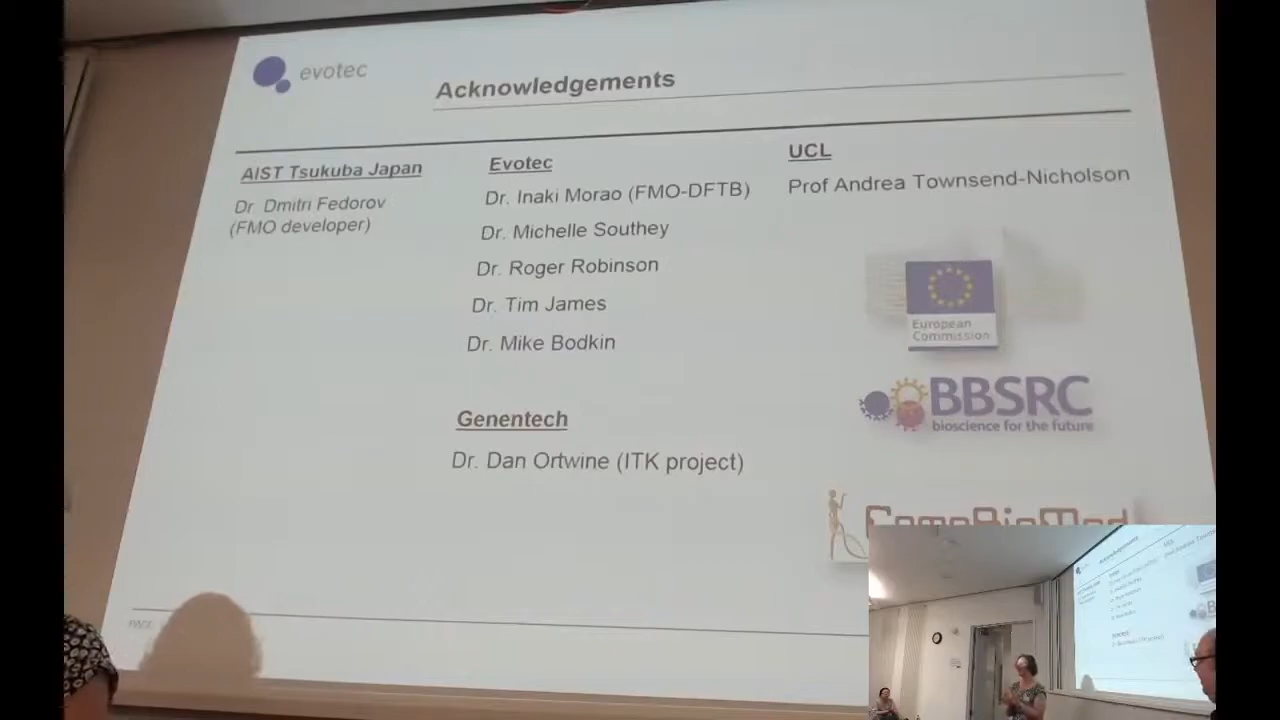 evotec
Acknowledgements
AIST Tsukuba Japan
Dr Dmitri Fedorov
(FMO developer)
Evotec
Dr. Inaki Morao (FMO-DFTB)
Dr. Michelle Southey
Dr. Roger Robinson
Dr. Tim James
Dr. Mike Bodkin
Genentech
Dr. Dan Ortwine (ITK project)
UCL
Prof Andrea Townsend-Nicholson
European
Commission
BBSRC
bioscience for the future
CompBioMed
Acknowledgements